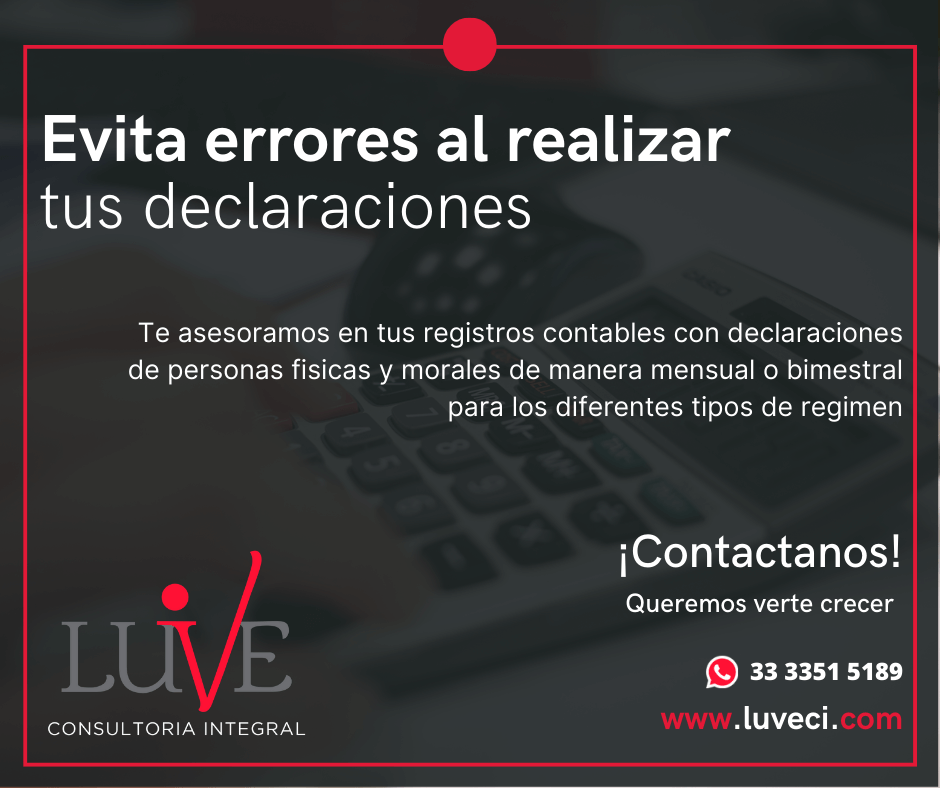 Evita errores al realizar
tus declaraciones
Te asesoramos en tus registros contables con declaraciones
de personas fisicas y morales de manera mensual o bimestral
para los diferentes tipos de regimen
¡Contactanos!
Queremos verte crecer
33 3351 5189
www.luveci.com
LUVE
CONSULTORIA INTEGRAL
CASIO